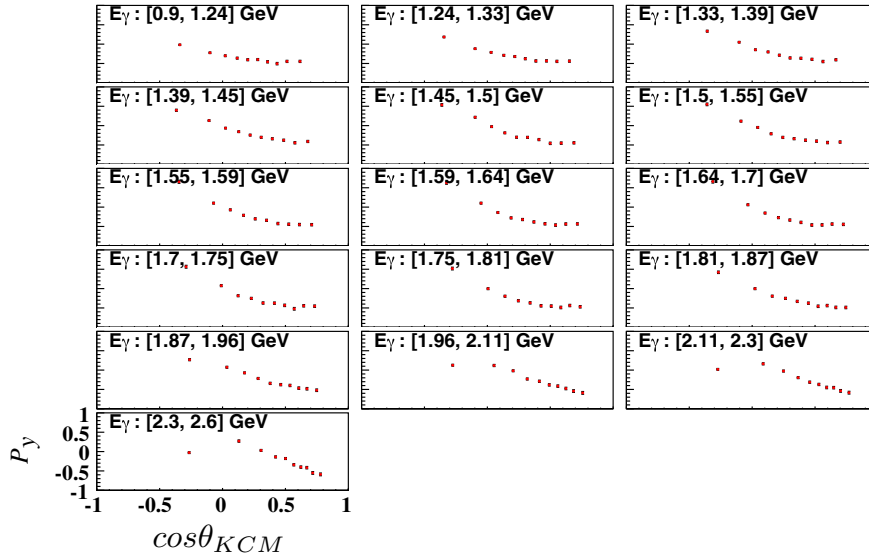 Eγ : [0.9, 1.24] GeV
Eγ : [1.24, 1.33] GeV
Eγ : [1.33, 1.39] GeV
Eγ : [1.39, 1.45] GeV
Eγ : [1.45, 1.5] GeV
Eγ : [1.5, 1.55] GeV
Eγ : [1.55, 1.59] GeV
Eγ : [1.59, 1.64] GeV
Eγ : [1.64, 1.7] GeV
Eγ : [1.7, 1.75] GeV
Eγ : [1.75, 1.81] GeV
Eγ : [1.81, 1.87] GeV
Eγ : [1.87, 1.96] GeV
Eγ : [1.96, 2.11] GeV
Eγ : [2.11, 2.3] GeV
Eγ : [2.3, 2.6] GeV
1
0.5
0
-0.5
-1
P_y
-1 -0.5 0 0.5 1
cosθ_{KCM}